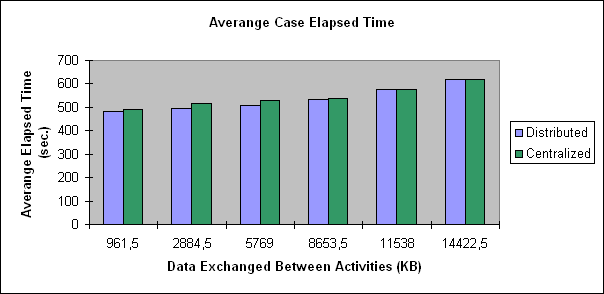 Averange Case Elapsed Time
Averange Elapsed Time
(sec.)
700
600
500
400
300
200
100
0
961,5 2884,5 5769 8653,5 11538 14422,5
Data Exchanged Between Activities (KB)
Distributed
Centralized